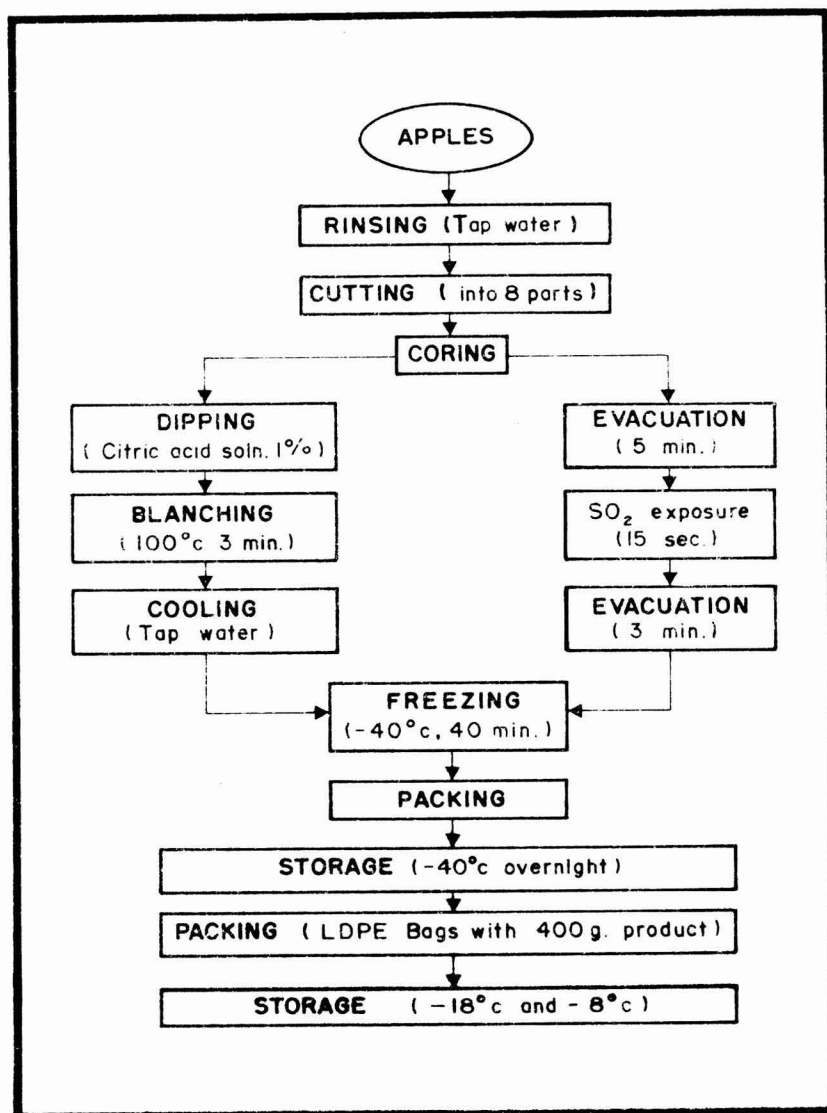 APPLES
RINSING (Tap water)
CUTTING ( into 8 parts)
CORING
DIPPING
( Citric acid soln. 1%)
BLANCHING
(100°c 3 min.)
COOLING
(Tap water)
EVACUATION
( 5 min.)
SO₂ exposure
(15 sec.)
EVACUATION
( 3 min.)
FREEZING
(-40°c, 40 min.)
PACKING
STORAGE (-40°c overnight)
PACKING ( LDPE Bags with 400 g. product)
STORAGE ( -18°c and - 8°c)